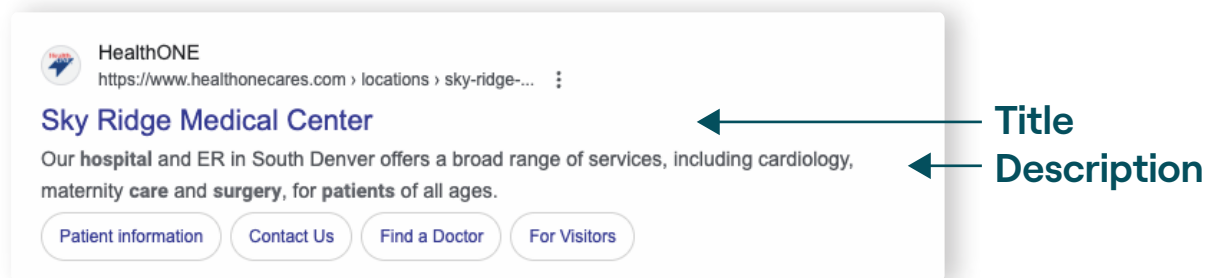 HealthONE
https://www.healthonecares.com › locations › sky-ridge-...
Sky Ridge Medical Center
Title
Our hospital and ER in South Denver offers a broad range of services, including cardiology,
maternity care and surgery, for patients of all ages.
Description
Patient information
Contact Us
Find a Doctor
For Visitors